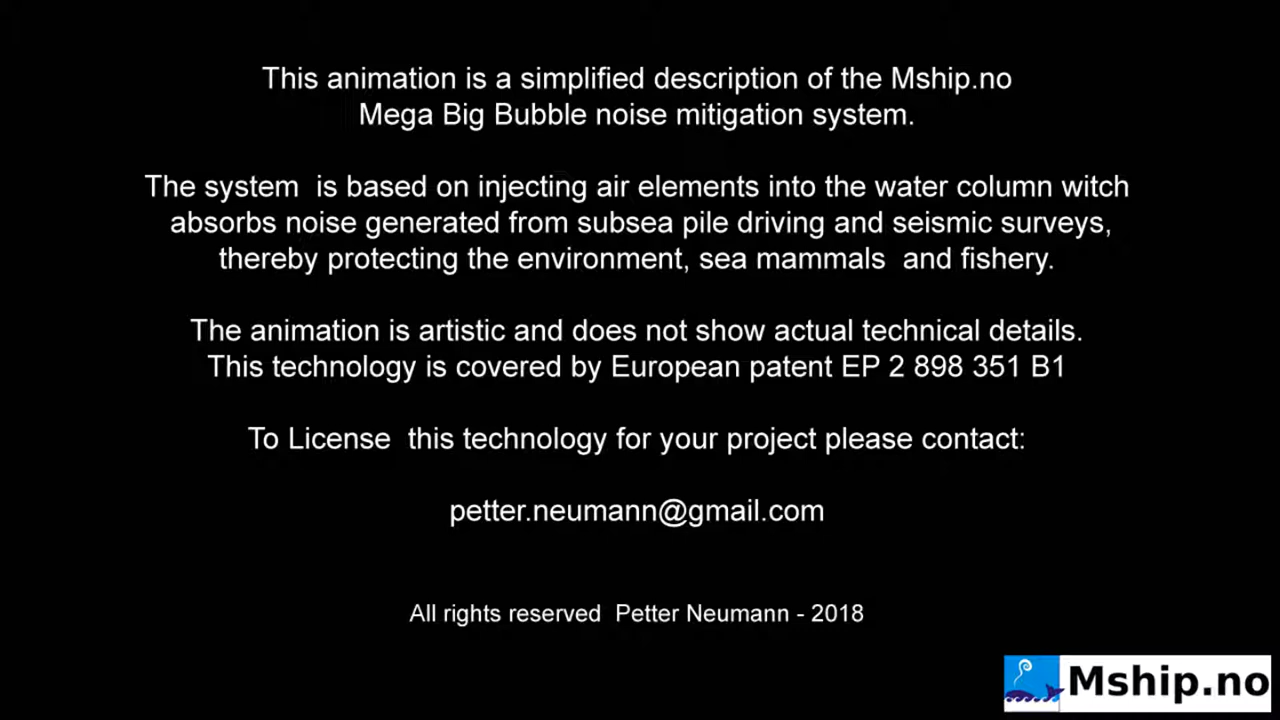 This animation is a simplified description of the Mship.no
Mega Big Bubble noise mitigation system.
The system  is based on injecting air elements into the water column witch
absorbs noise generated from subsea pile driving and seismic surveys,
thereby protecting the environment, sea mammals  and fishery.
The animation is artistic and does not show actual technical details.
This technology is covered by European patent EP 2 898 351 B1
To License  this technology for your project please contact:
petter.neumann@gmail.com
All rights reserved  Petter Neumann - 2018
Mship.no